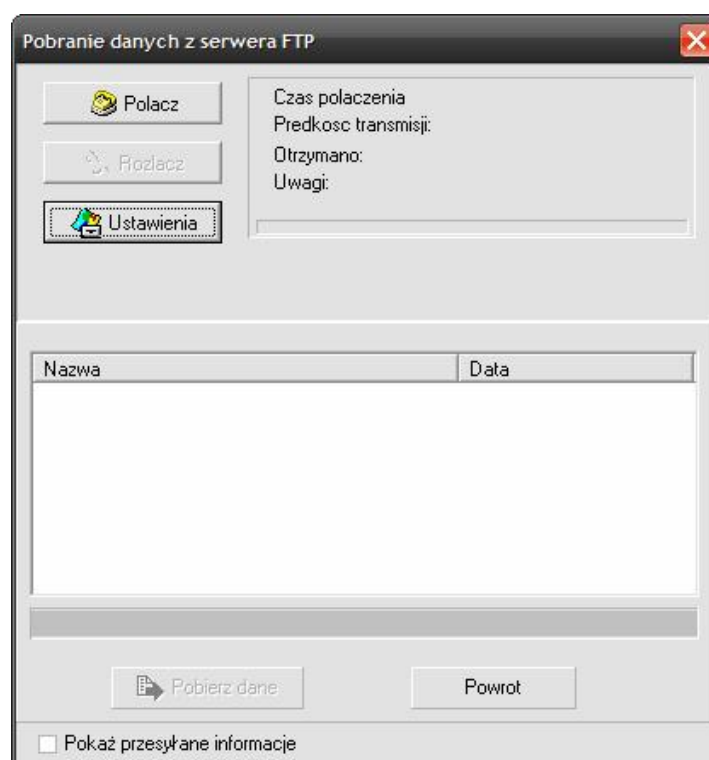 Pobranie danych z serwera FTP
Polacz
Rozlacz
Ustawienia
Czas polaczenia
Predkosc transmisji:
Otrzymano:
Uwagi:
Nazwa Data
Pobierz dane
Powrot
Pokaż przesyłane informacje